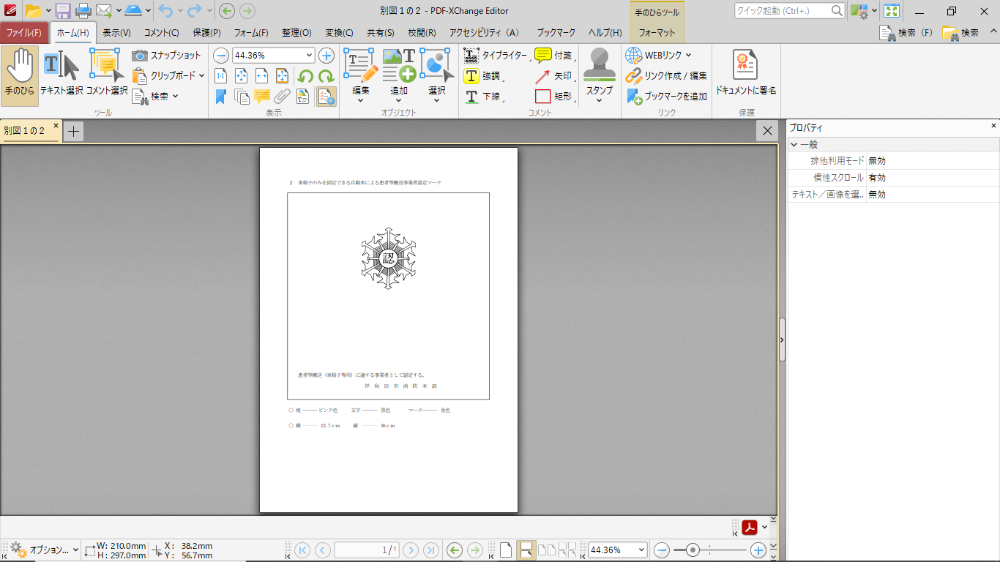 別図１の２ - PDF-XChange Editor
手のひらツール
クイック起動 (Ctrl+.)
ファイル(F) ホーム(H) 表示(V) コメント(C) 保護(P) フォーム(F) 整理(O) 変換(C) 共有(S) 校閲(R) アクセシビリティ（A） ブックマーク ヘルプ(H) フォーマット 検索（F） 検索
手のひら テキスト選択 コメント選択
スナップショット
クリップボード
検索
ツール
44.36%
1:1
表示
編集 追加 選択
オブジェクト
タイプライター 付箋
強調 矢印
下線 矩形
スタンプ
コメント
WEBリンク
リンク作成 / 編集
ブックマークを追加
リンク
ドキュメントに署名
保護
別図１の２
プロパティ
一般
排他利用モード 無効
慣性スクロール 有効
テキスト／画像を選.. 無効
２　車椅子のみを固定できる自動車による患者等搬送事業者認定マーク
認
患者等搬送（車椅子専用）に適する事業者として認定する。
岸 和 田 市 消 防 本 部
○ 地 ――― ピンク色　文字 ――― 黒色　マーク――― 金色
○ 横 ――― 23.7ｃｍ　縦 ――― 36ｃｍ
オプション... W: 210.0mm X: 38.2mm 1 / 1 44.36%
H: 297.0mm Y: 56.7mm